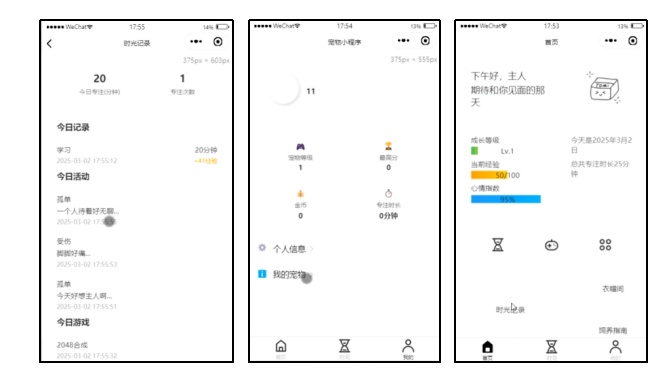 WeChat 17:55 14%
时光记录
375px × 603px
20 1
今日专注(分钟) 专注次数
今日记录
学习 20分钟
2025-03-02 17:55:12 +41经验
今日活动
孤单
一个人待着好无聊...
2025-03-02 17:55:
受伤
脚脚好痛...
2025-03-02 17:55:53
孤单
今天好想主人啊...
2025-03-02 17:55:51
今日游戏
2048合成
2025-03-02 17:55:32
WeChat 17:54 13%
宠物小程序
375px × 555px
11
宠物等级 最高分
1 0
金币 专注时长
0 0分钟
个人信息
我的宠物
我的
WeChat 17:53 13%
首页
下午好，主人
期待和你见面的那
天
成长等级
Lv.1
当前经验
50/100
心情指数
95%
今天是2025年3月2
日
总共专注时长25分
钟
衣帽间
时光记录
饲养指南
首页